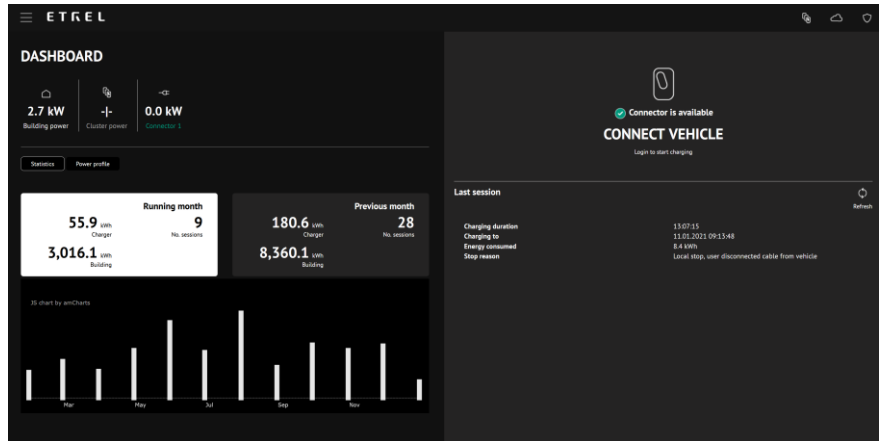 ETREL
DASHBOARD
2.7 kW
Building power
-|-
Cluster power
0.0 kW
Connector 1
Statistics
Power profile
Running month
55.9 kWh
Charger
9
No. sessions
3,016.1 kWh
Building
Previous month
180.6 kWh
Charger
28
No. sessions
8,360.1 kWh
Building
JS chart by amCharts
Mar May Jul Sep Nov
Connector is available
CONNECT VEHICLE
Login to start charging
Last session
Refresh
Charging duration 13:07:15
Charging to 11.01.2021 09:13:48
Energy consumed 8.4 kWh
Stop reason Local stop, user disconnected cable from vehicle